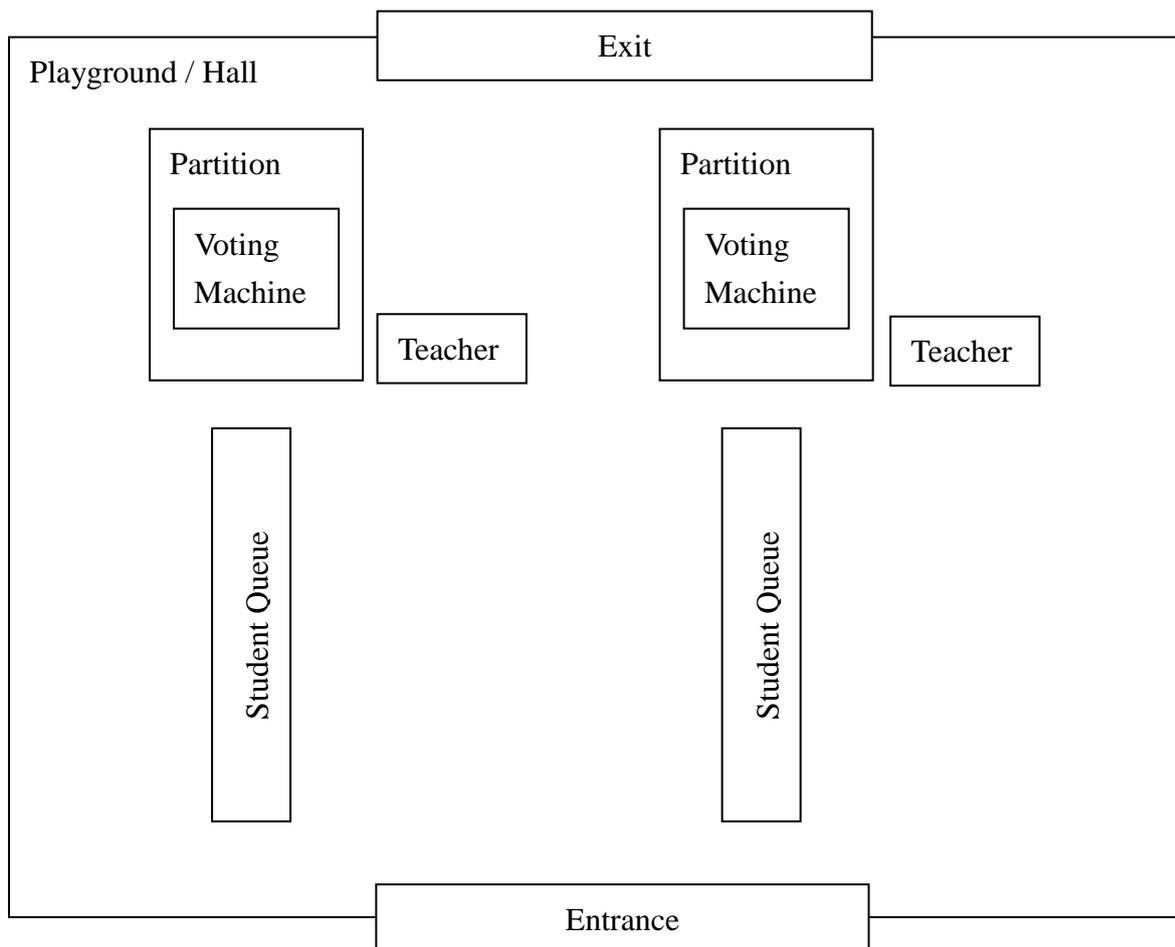 Exit
Playground / Hall
Partition
Voting
Machine
Teacher
Partition
Voting
Machine
Teacher
Student Queue
Student Queue
Entrance